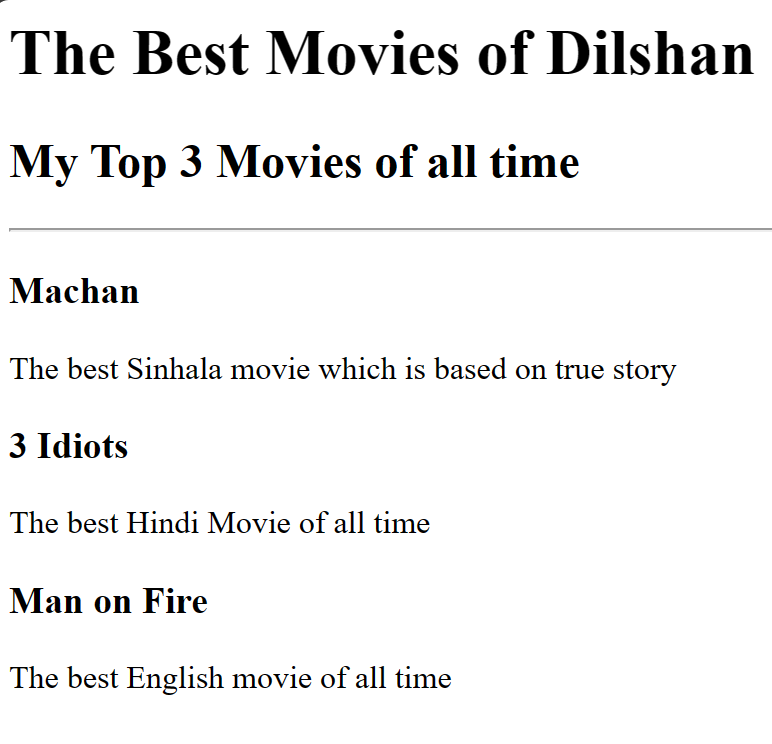 The Best Movies of Dilshan
My Top 3 Movies of all time
Machan
The best Sinhala movie which is based on true story
3 Idiots
The best Hindi Movie of all time
Man on Fire
The best English movie of all time